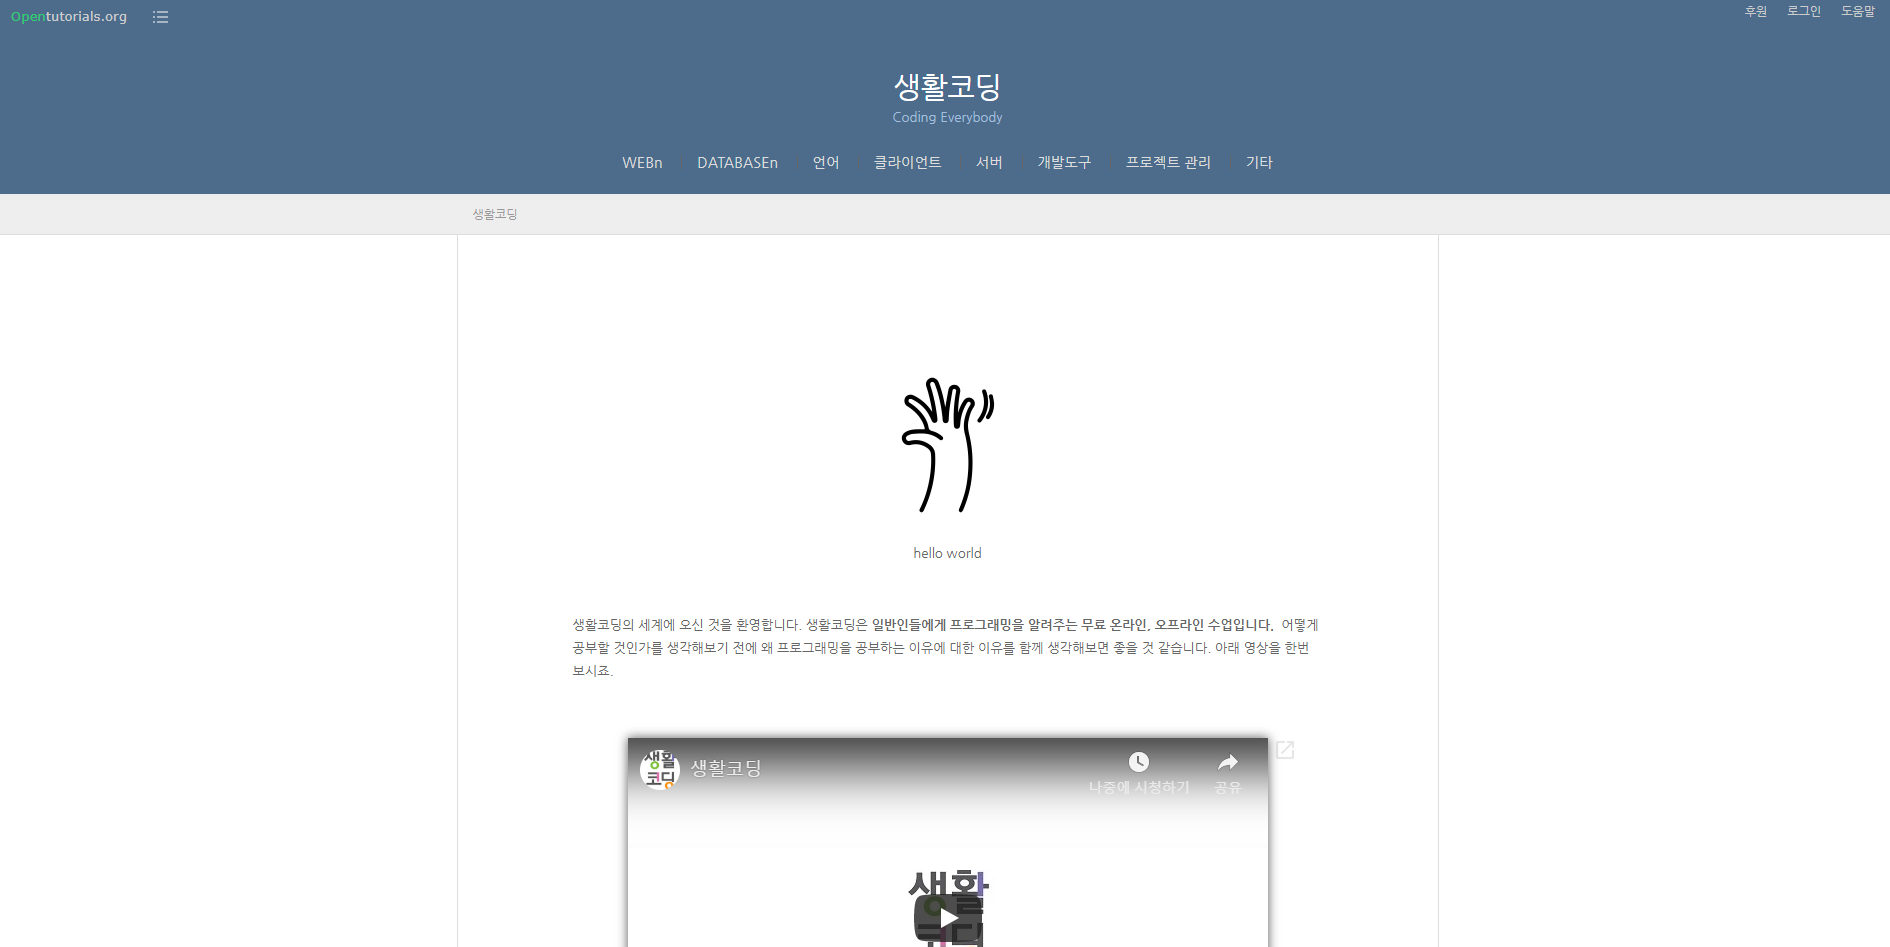 Opentutorials.org
후원 로그인 도움말
생활코딩
Coding Everybody
WEBn DATABASEn 언어 클라이언트 서버 개발도구 프로젝트 관리 기타
생활코딩
hello world
생활코딩의 세계에 오신 것을 환영합니다. 생활코딩은 일반인들에게 프로그래밍을 알려주는 무료 온라인, 오프라인 수업입니다. 어떻게
공부할 것인가를 생각해보기 전에 왜 프로그래밍을 공부하는 이유에 대한 이유를 함께 생각해보면 좋을 것 같습니다. 아래 영상을 한번
보시죠.
생활
코딩
생활코딩
나중에 시청하기 공유
생활
코딩